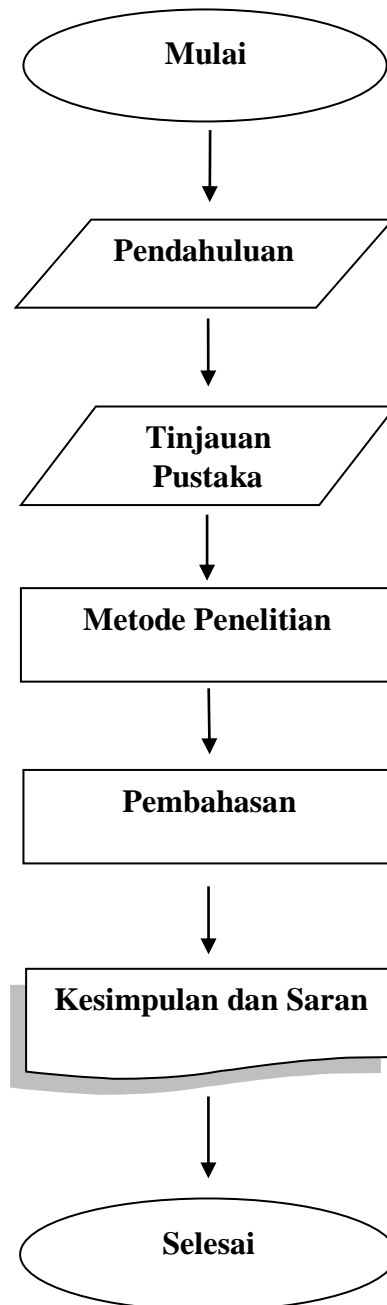 Mulai
Pendahuluan
Tinjauan
Pustaka
Metode Penelitian
Pembahasan
Kesimpulan dan Saran
Selesai